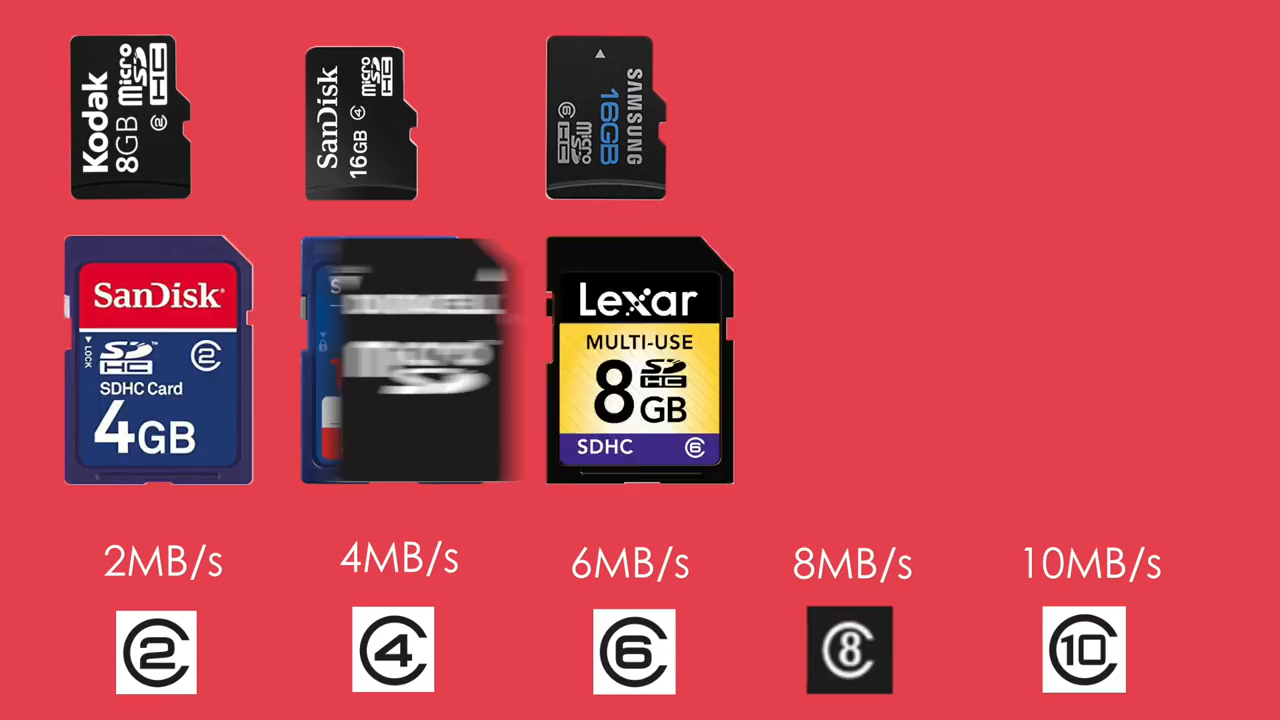 Kodak
8GB
2
Micro
SD
HC
SanDisk
16GB
4
micro
SD
HC
SAMSUNG
16GB
micro
SD
HC
6
SanDisk®
LOCK
SD™
HC
2
SDHC Card
4GB
Micro
SD
Lexar
MULTI-USE
8
GB
SD
HC
SDHC
6
2MB/s
4MB/s
6MB/s
8MB/s
10MB/s
2
4
6
8
10